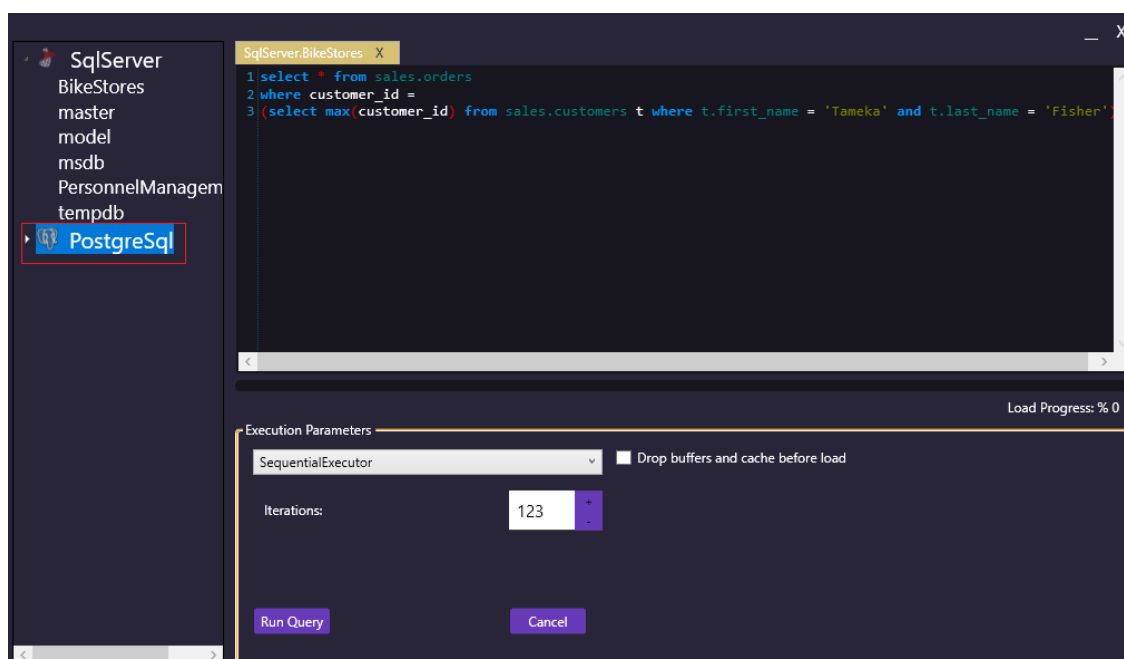 SqlServer
BikeStores
master
model
msdb
PersonnelManagem
tempdb
PostgreSql
SqlServer.BikeStores X
1 select * from sales.orders
2 where customer_id =
3 (select max(customer_id) from sales.customers t where t.first_name = 'Tameka' and t.last_name = 'Fisher')
Load Progress: % 0
Execution Parameters
SequentialExecutor
Drop buffers and cache before load
Iterations:
123
+
-
Run Query
Cancel